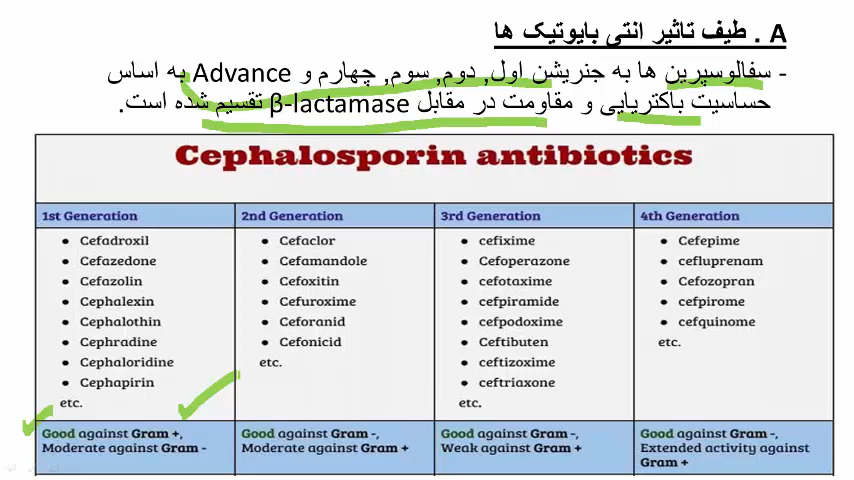 A . طیف تاثیر انتی بایوتیک ها
- سفالوسپرین ها به جنریشن اول, دوم, سوم, چهارم و Advance به اساس
حساسیت باکتریایی و مقاومت در مقابل β-lactamase تقسیم شده است.
Cephalosporin antibiotics
1st Generation
Cefadroxil
Cefazedone
Cefazolin
Cephalexin
Cephalothin
Cephradine
Cephaloridine
Cephapirin
etc.
Good against Gram +,
Moderate against Gram -
2nd Generation
Cefaclor
Cefamandole
Cefoxitin
Cefuroxime
Ceforanid
Cefonicid
etc.
Good against Gram -,
Moderate against Gram +
3rd Generation
cefixime
Cefoperazone
cefotaxime
cefpiramide
cefpodoxime
Ceftibuten
ceftizoxime
ceftriaxone
etc.
Good against Gram -,
Weak against Gram +
4th Generation
Cefepime
cefluprenam
Cefozopran
cefpirome
cefquinome
etc.
Good against Gram -,
Extended activity against
Gram +